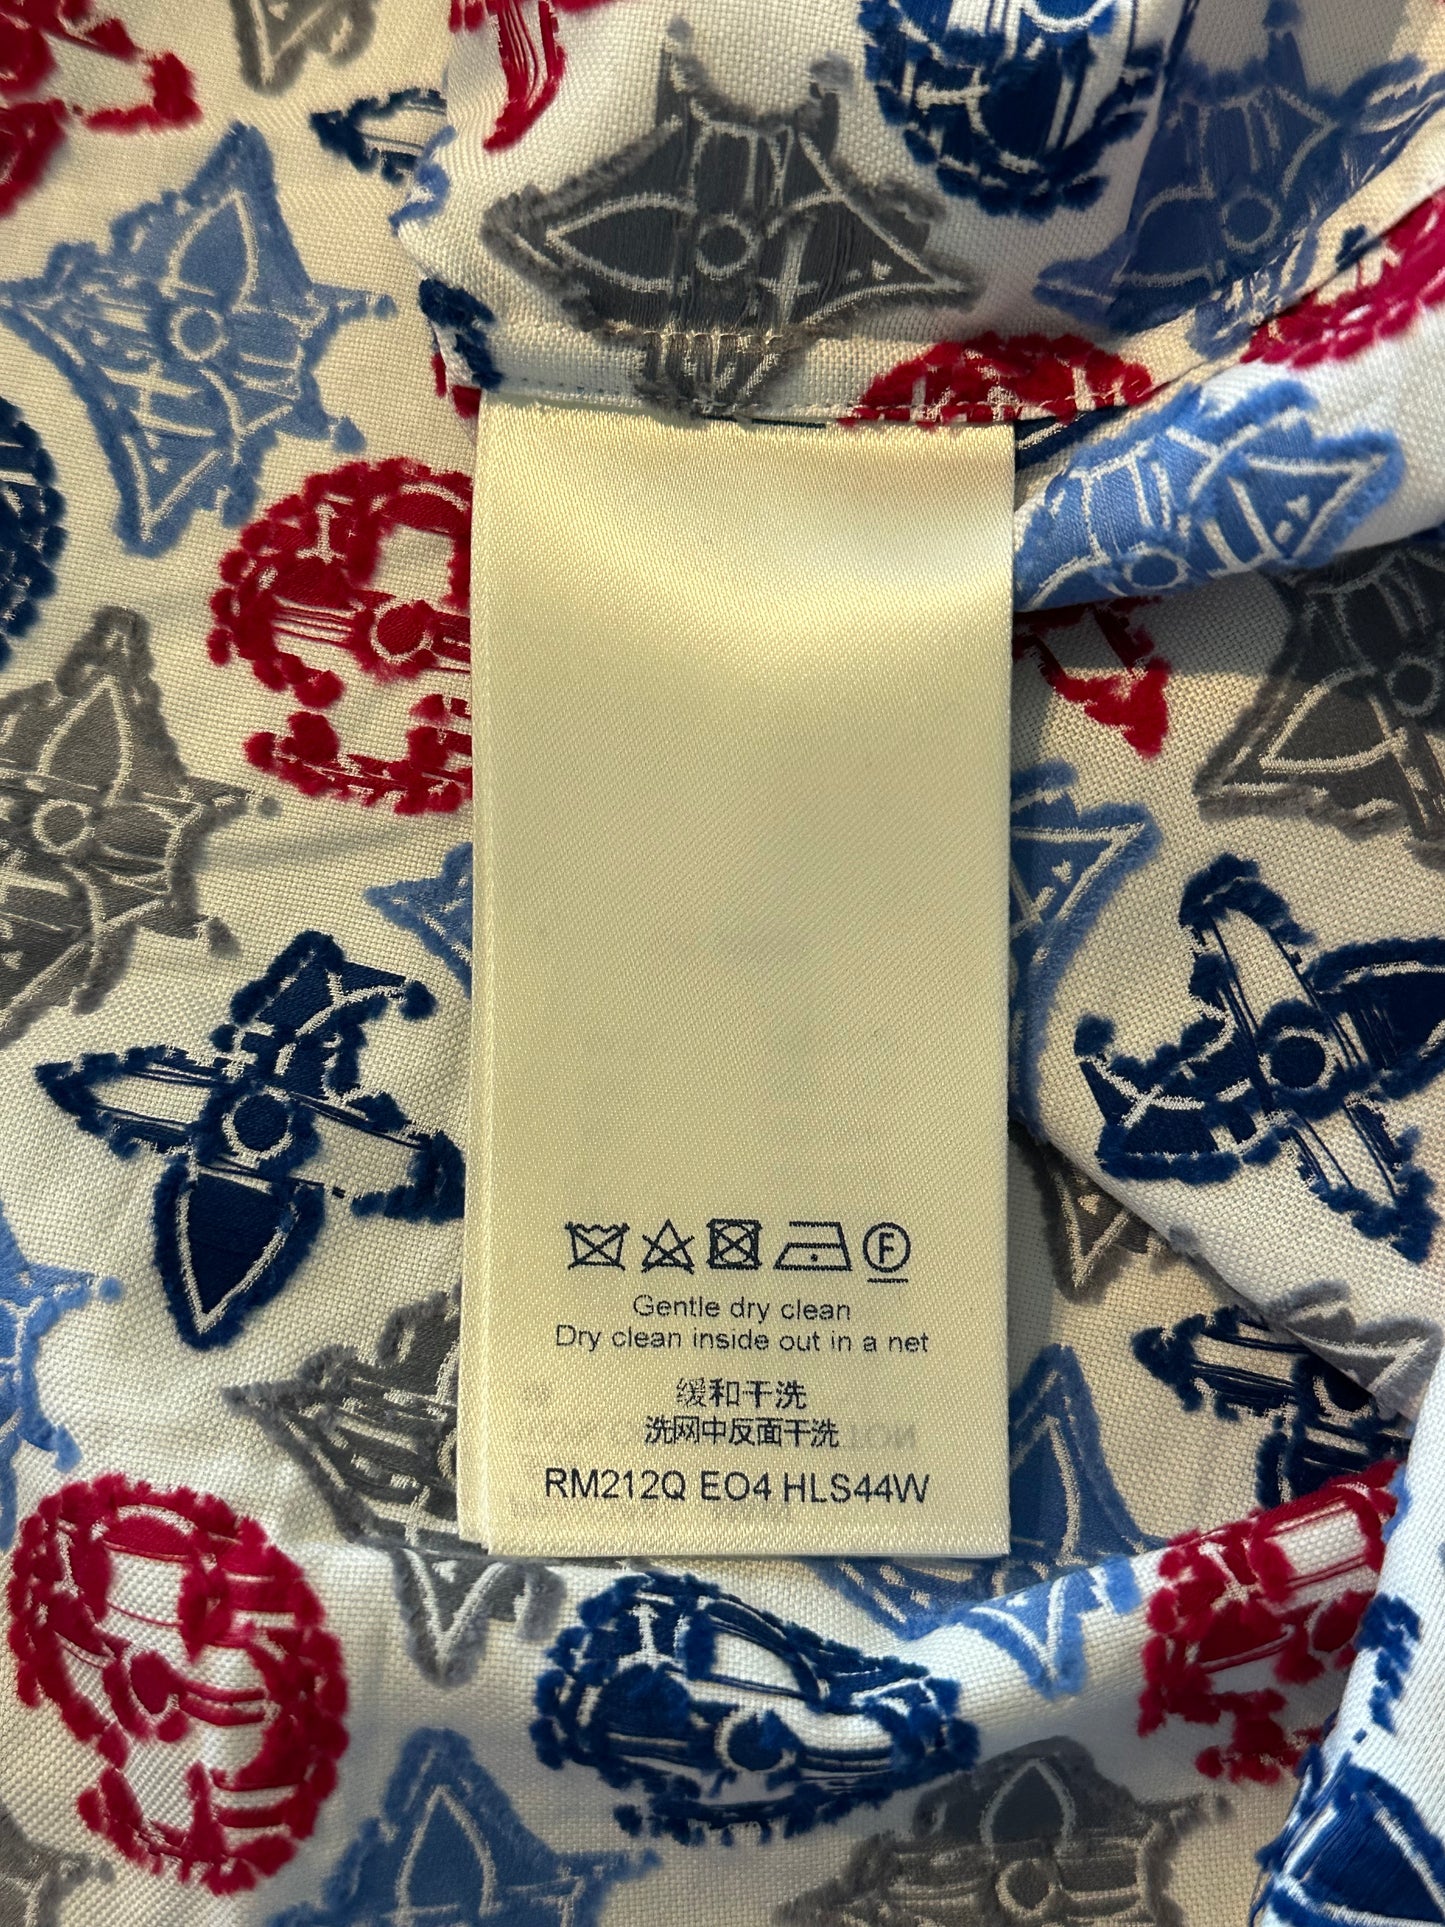 F
Gentle dry clean
Dry clean inside out in a net
缓和干洗
洗网中反面干洗
RM212Q EO4 HLS44W